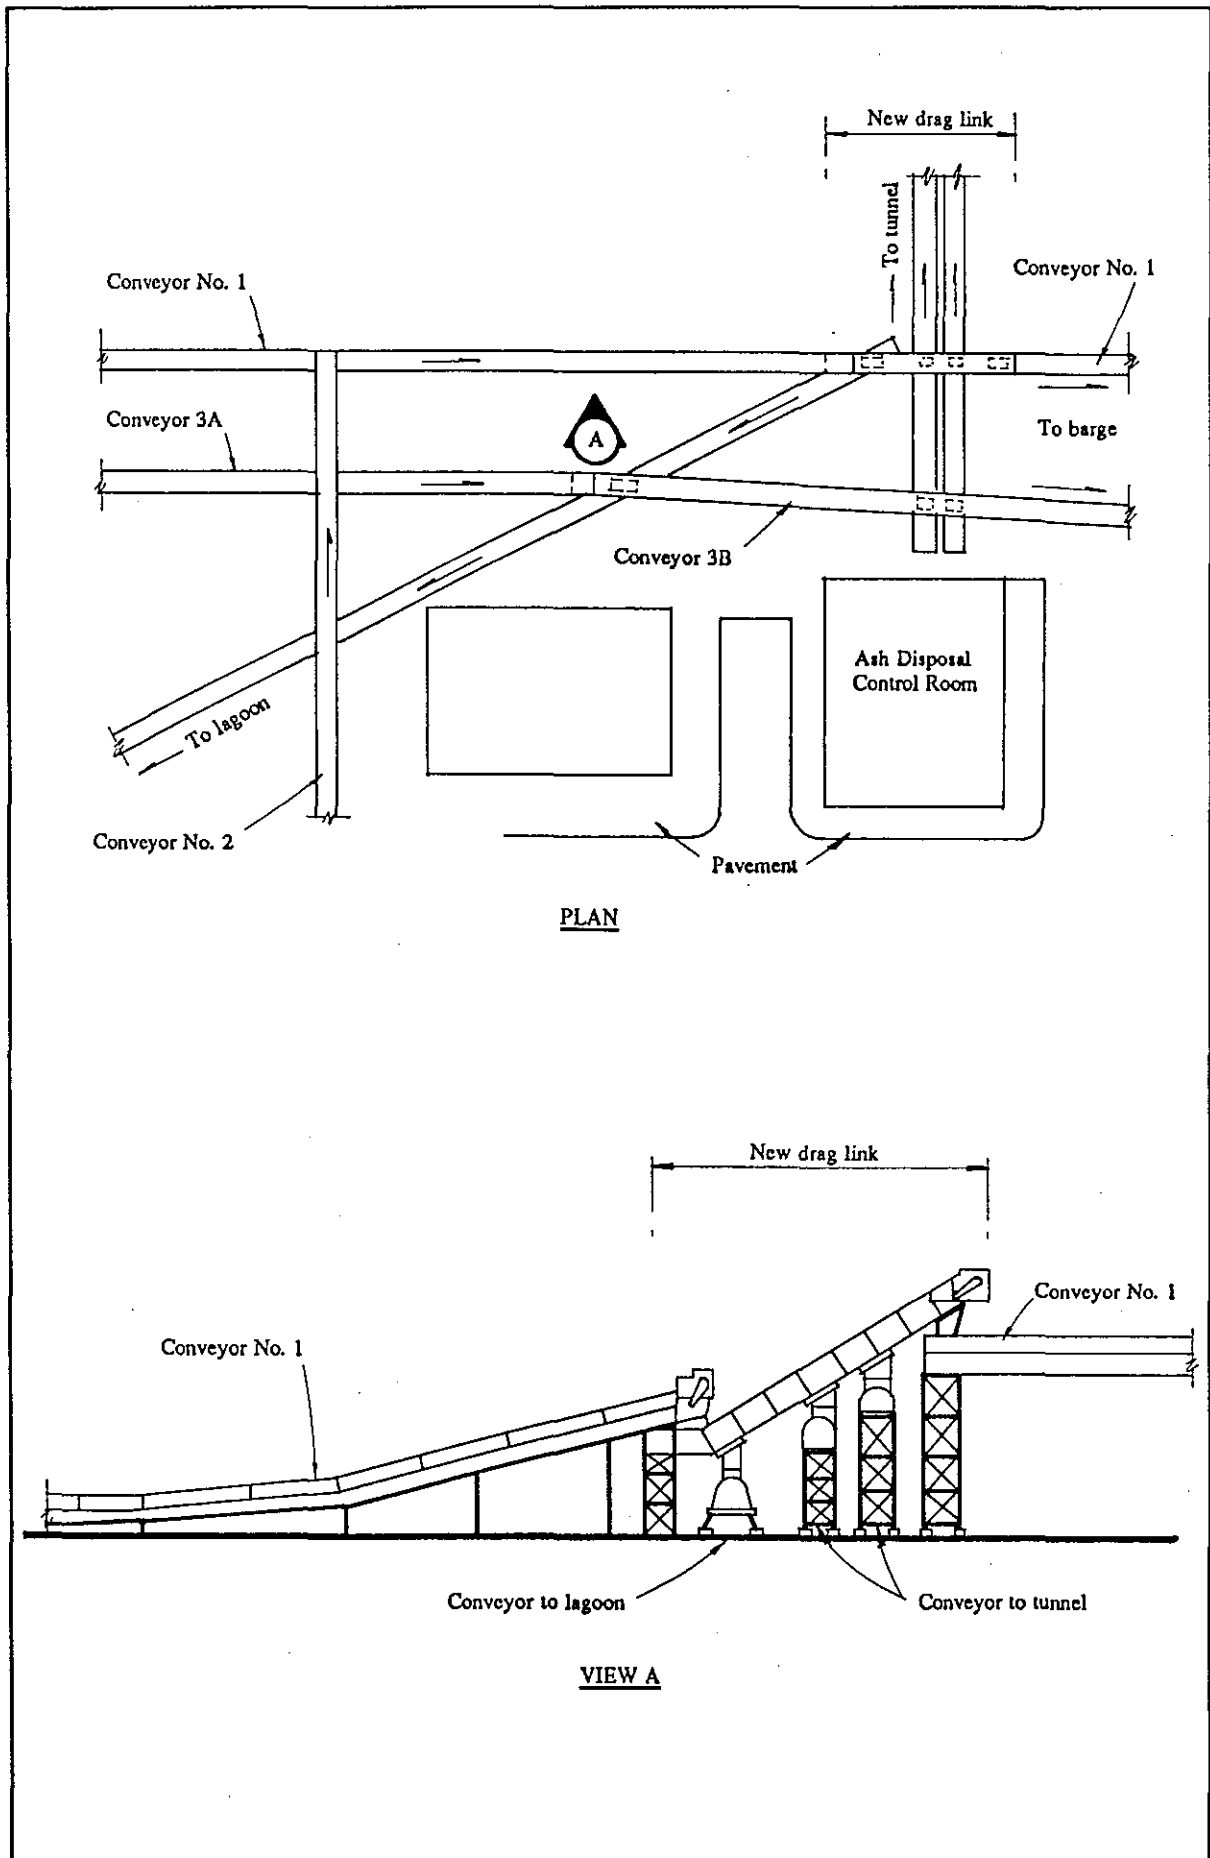 New drag link
To tunnel
Conveyor No. 1
Conveyor No. 1
Conveyor 3A
A
To barge
Conveyor 3B
Ash Disposal
Control Room
To lagoon
Conveyor No. 2
Pavement
PLAN
New drag link
Conveyor No. 1
Conveyor No. 1
Conveyor to lagoon
Conveyor to tunnel
VIEW A